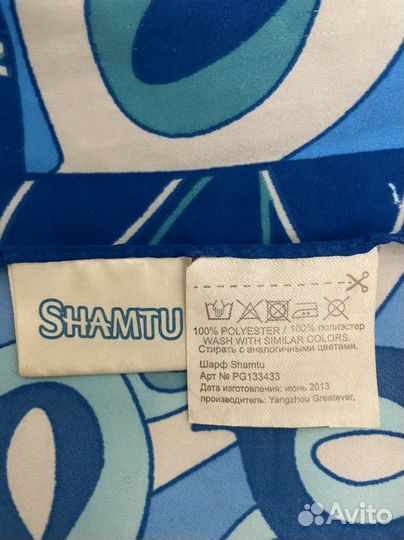 SHAMTU
100% POLYESTER / 100% полиэстер
WASH WITH SIMILAR COLORS.
Стирать с аналогичными цветами.
Шарф Shamtu
Арт № PG133433
Дата изготовления: июнь 2013
производитель: Yangzhou Greatever,
Avito